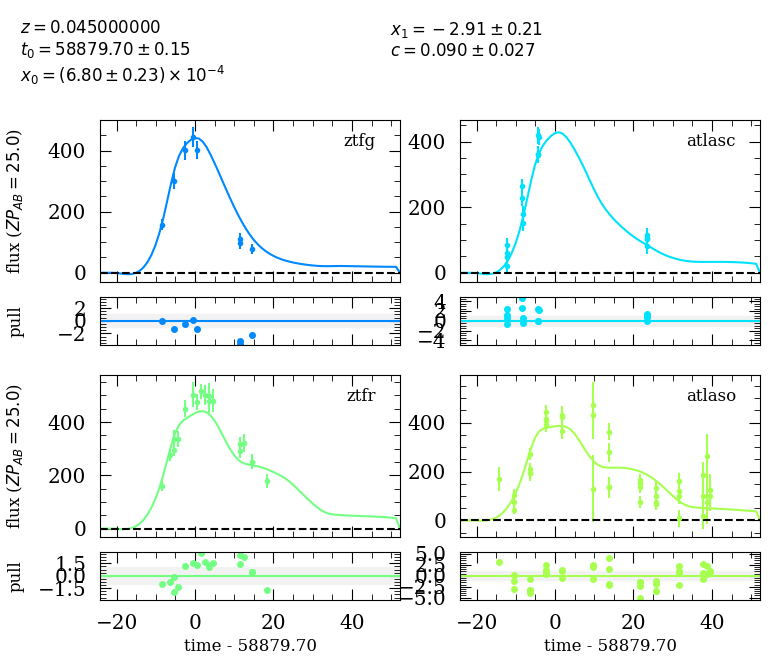 z = 0.045000000
t₀ = 58879.70 ± 0.15
x₀ = (6.80 ± 0.23) × 10⁻⁴
x₁ = −2.91 ± 0.21
c = 0.090 ± 0.027
ztfg
400
200
0
flux (ZP_AB = 25.0)
atlasc
400
200
0
2
0
−2
pull
4
2
0
−2
−4
ztfr
400
200
0
flux (ZP_AB = 25.0)
atlaso
400
200
0
1.5
0.0
−1.5
pull
5.0
2.5
0.0
−2.5
−5.0
−20 0 20 40
time - 58879.70
−20 0 20 40
time - 58879.70